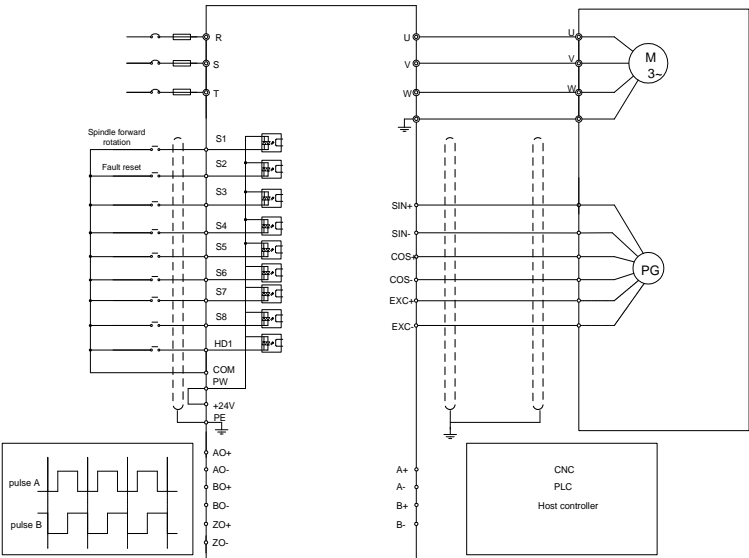 R
S
T
Spindle forward
rotation
Fault reset
S1
S2
S3
S4
S5
S6
S7
S8
HD1
COM
PW
+24V
PE
AO+
AO-
BO+
BO-
ZO+
ZO-
pulse A
pulse B
U
V
W
SIN+
SIN-
COS+
COS-
EXC+
EXC-
A+
A-
B+
B-
U
V
W
M
3~
PG
CNC
PLC
Host controller